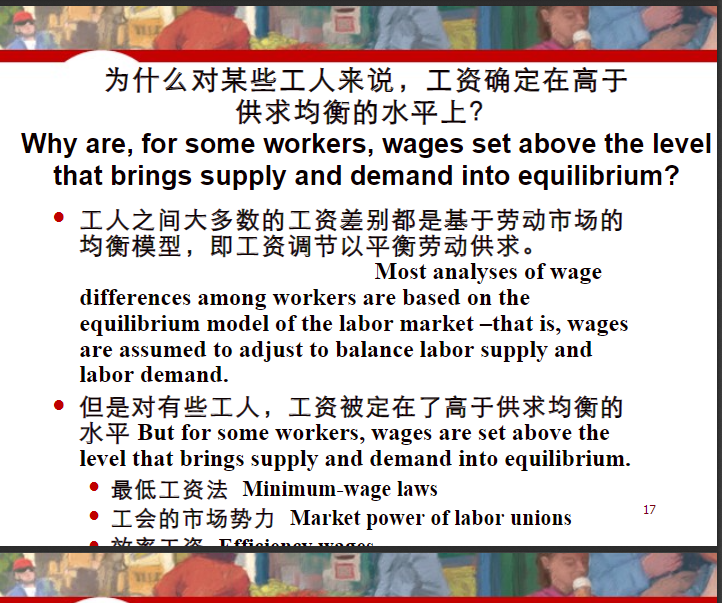 为什么对某些工人来说，工资确定在高于
供求均衡的水平上？
Why are, for some workers, wages set above the level
that brings supply and demand into equilibrium?
工人之间大多数的工资差别都是基于劳动市场的
均衡模型，即工资调节以平衡劳动供求。
Most analyses of wage
differences among workers are based on the
equilibrium model of the labor market –that is, wages
are assumed to adjust to balance labor supply and
labor demand.
但是对有些工人，工资被定在了高于供求均衡的
水平 But for some workers, wages are set above the
level that brings supply and demand into equilibrium.
最低工资法 Minimum-wage laws
工会的市场势力 Market power of labor unions
17
效率工资 Efficiency wages